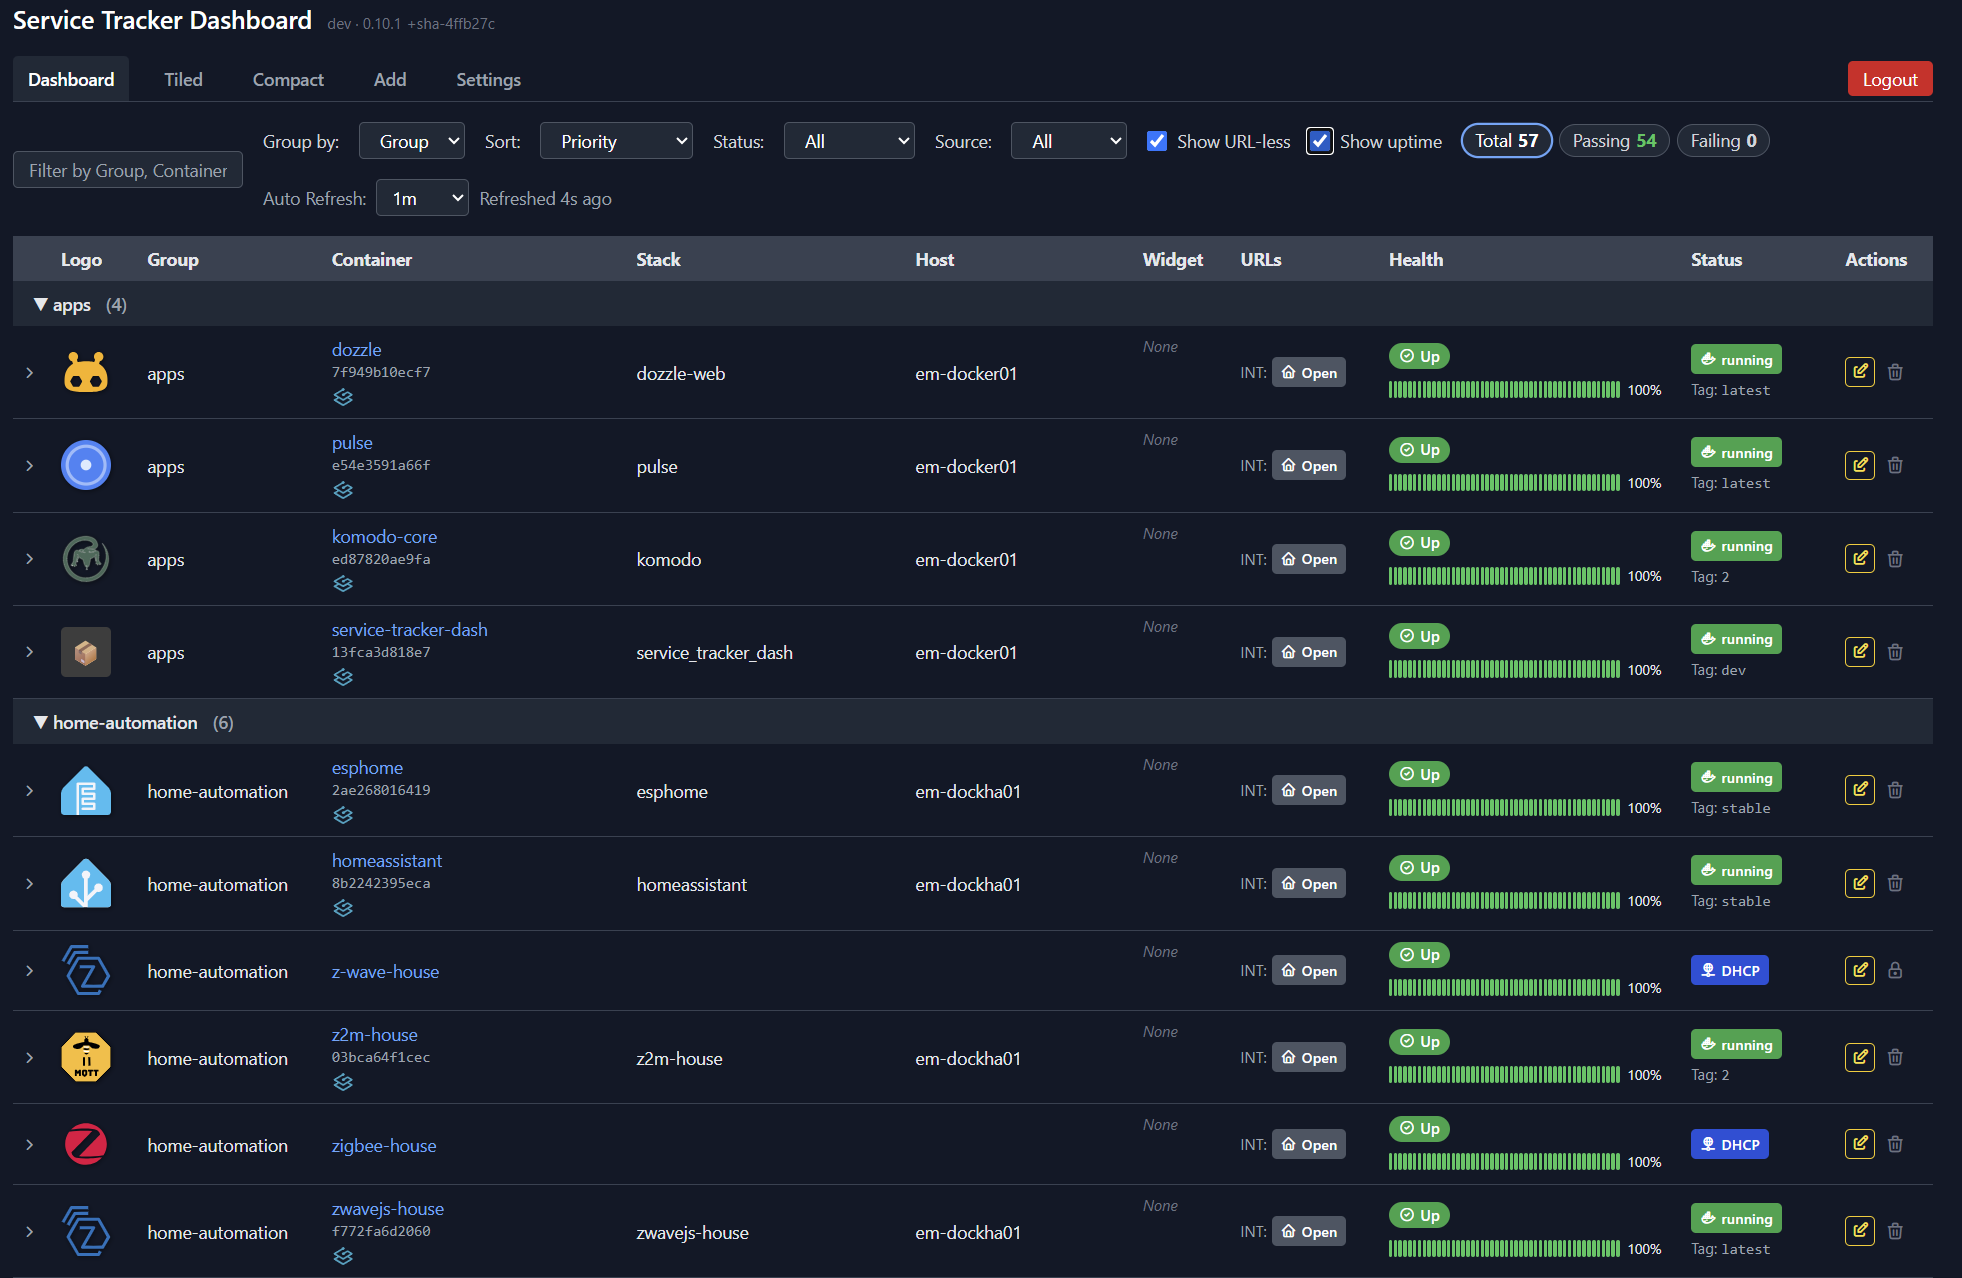 Service Tracker Dashboard dev · 0.10.1 +sha-4ffb27c
Dashboard Tiled Compact Add Settings Logout
Filter by Group, Container
Group by: Group Sort: Priority Status: All Source: All Show URL-less Show uptime Total 57 Passing 54 Failing 0
Auto Refresh: 1m Refreshed 4s ago
Logo Group Container Stack Host Widget URLs Health Status Actions
▼ apps (4)
apps dozzle 7f949b10ecf7 dozzle-web em-docker01 None INT: Open Up 100% running Tag: latest
apps pulse e54e3591a66f pulse em-docker01 None INT: Open Up 100% running Tag: latest
apps komodo-core ed87820ae9fa komodo em-docker01 None INT: Open Up 100% running Tag: 2
apps service-tracker-dash 13fca3d818e7 service_tracker_dash em-docker01 None INT: Open Up 100% running Tag: dev
▼ home-automation (6)
home-automation esphome 2ae268016419 esphome em-dockha01 None INT: Open Up 100% running Tag: stable
home-automation homeassistant 8b2242395eca homeassistant em-dockha01 None INT: Open Up 100% running Tag: stable
home-automation z-wave-house None INT: Open Up 100% DHCP
MQTT home-automation z2m-house 03bca64f1cec z2m-house em-dockha01 None INT: Open Up 100% running Tag: 2
home-automation zigbee-house None INT: Open Up 100% DHCP
home-automation zwavejs-house f772fa6d2060 zwavejs-house em-dockha01 None INT: Open Up 100% running Tag: latest